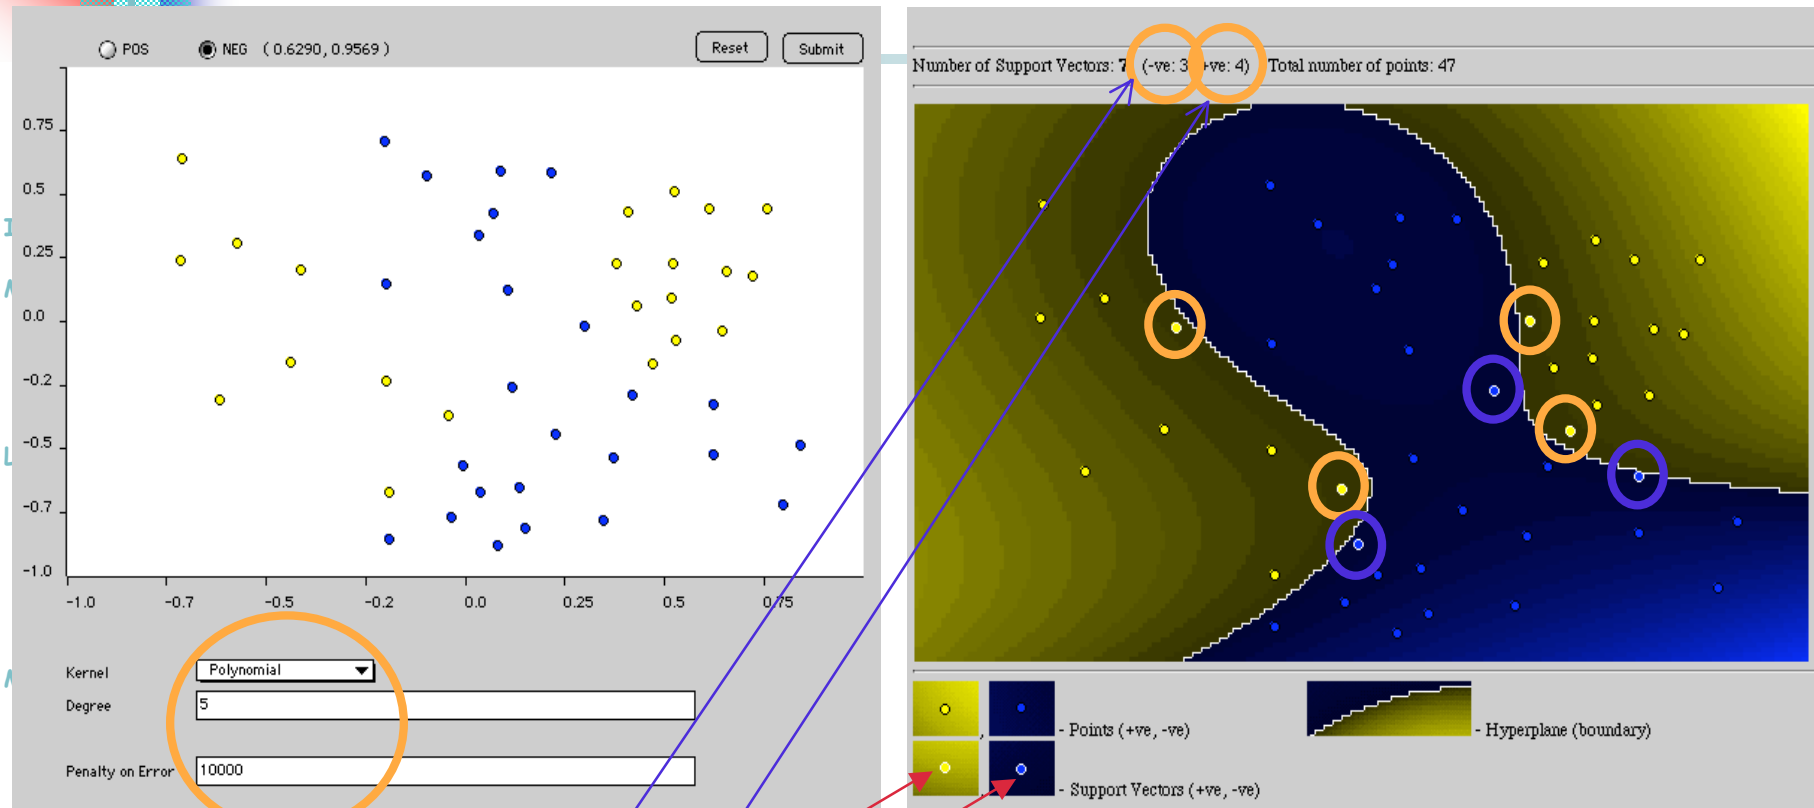 POS NEG ( 0.6290, 0.9569 ) Reset Submit
0.75
0.5
0.25
0.0
-0.2
-0.5
-0.7
-1.0
-1.0 -0.7 -0.5 -0.2 0.0 0.25 0.5 0.75
Kernel Polynomial
Degree 5
Penalty on Error 10000
Number of Support Vectors: 7 (-ve: 3 +ve: 4) Total number of points: 47
- Points (+ve, -ve)
- Hyperplane (boundary)
- Support Vectors (+ve, -ve)